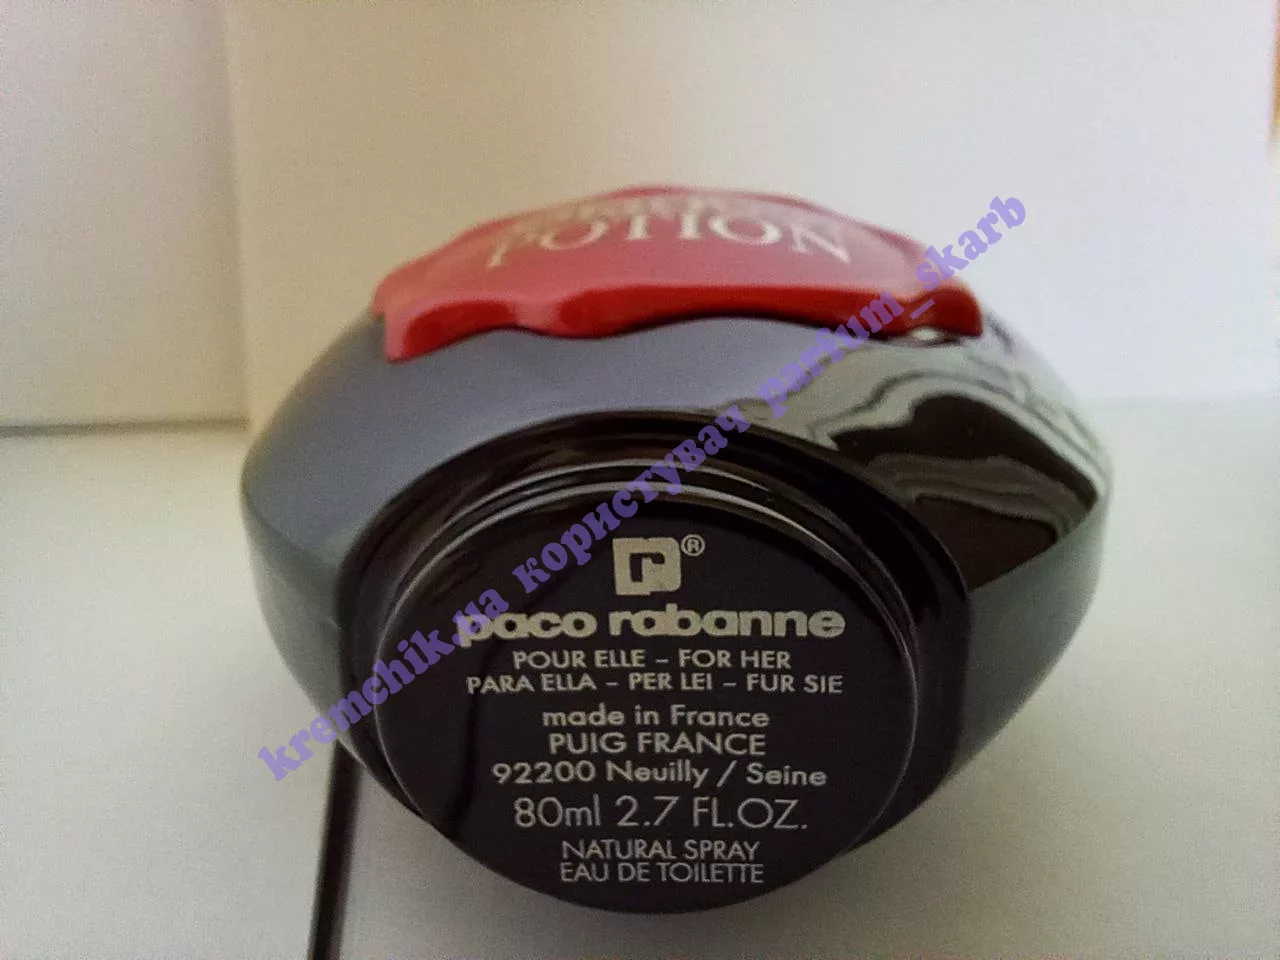 POTION
®
paco rabanne
POUR ELLE – FOR HER
PARA ELLA – PER LEI – FUR SIE
made in France
PUIG FRANCE
92200 Neuilly / Seine
80ml 2.7 FL.OZ.
NATURAL SPRAY
EAU DE TOILETTE
kremchik.ua користувач parfum_skarb